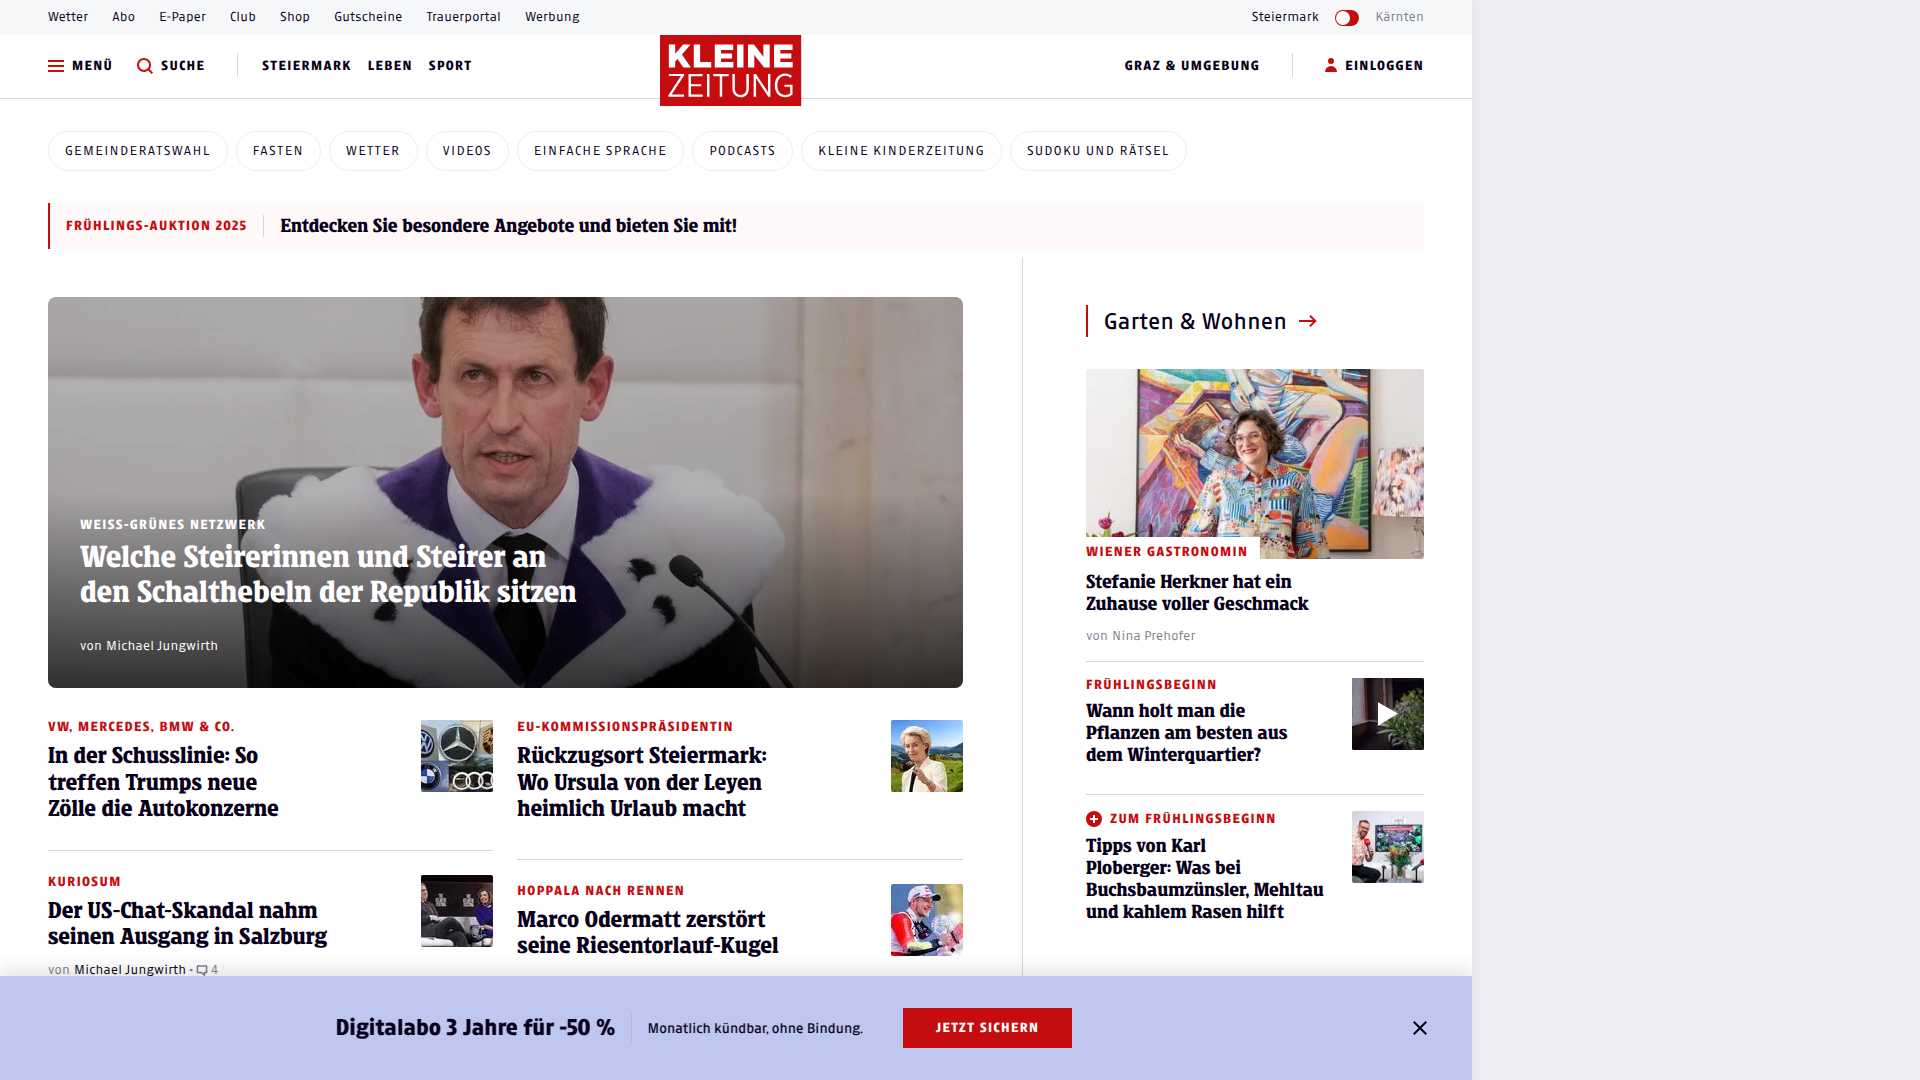 Wetter
Abo
E-Paper
Club
Shop
Gutscheine
Trauerportal
Werbung
Steiermark
Kärnten
MENÜ
SUCHE
STEIERMARK
LEBEN
SPORT
KLEINE
ZEITUNG
GRAZ & UMGEBUNG
EINLOGGEN
GEMEINDERATSWAHL
FASTEN
WETTER
VIDEOS
EINFACHE SPRACHE
PODCASTS
KLEINE KINDERZEITUNG
SUDOKU UND RÄTSEL
FRÜHLINGS-AUKTION 2025
Entdecken Sie besondere Angebote und bieten Sie mit!
WEISS-GRÜNES NETZWERK
Welche Steirerinnen und Steirer an
den Schalthebeln der Republik sitzen
von Michael Jungwirth
VW, MERCEDES, BMW & CO.
In der Schusslinie: So
treffen Trumps neue
Zölle die Autokonzerne
KURIOSUM
Der US-Chat-Skandal nahm
seinen Ausgang in Salzburg
von Michael Jungwirth • 4
EU-KOMMISSIONSPRÄSIDENTIN
Rückzugsort Steiermark:
Wo Ursula von der Leyen
heimlich Urlaub macht
HOPPALA NACH RENNEN
Marco Odermatt zerstört
seine Riesentorlauf-Kugel
Garten & Wohnen
WIENER GASTRONOMIN
Stefanie Herkner hat ein
Zuhause voller Geschmack
von Nina Prehofer
FRÜHLINGSBEGINN
Wann holt man die
Pflanzen am besten aus
dem Winterquartier?
ZUM FRÜHLINGSBEGINN
Tipps von Karl
Ploberger: Was bei
Buchsbaumzünsler, Mehltau
und kahlem Rasen hilft
Digitalabo 3 Jahre für -50 %
Monatlich kündbar, ohne Bindung.
JETZT SICHERN